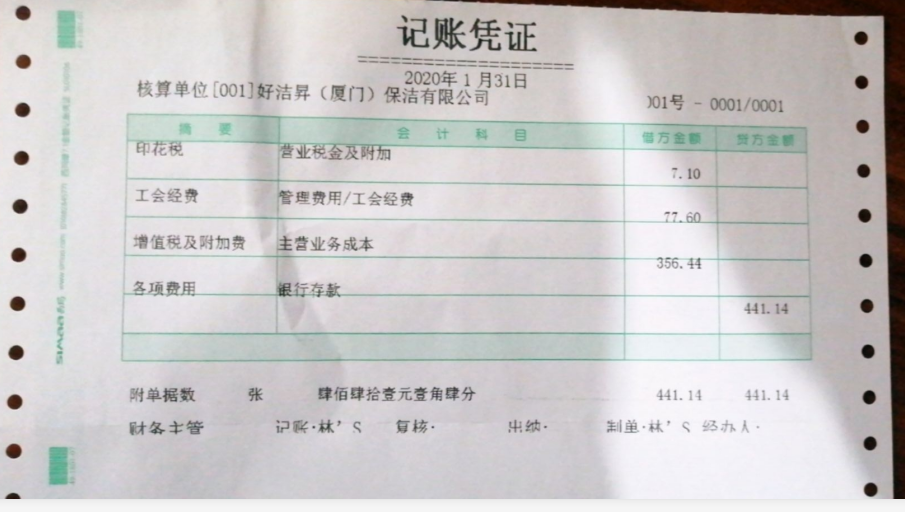 记账凭证
====================
2020年 1月31日
核算单位[001]好洁昇（厦门）保洁有限公司 001号 - 0001/0001
摘 要 会 计 科 目 借方金额 贷方金额
印花税 营业税金及附加 7.10
工会经费 管理费用/工会经费 77.60
增值税及附加费 主营业务成本 356.44
各项费用 银行存款 441.14
附单据数 张 肆佰肆拾壹元壹角肆分 441.14 441.14
财务主管 记账:林’S 复核: 出纳: 制单:林’S 经办人: